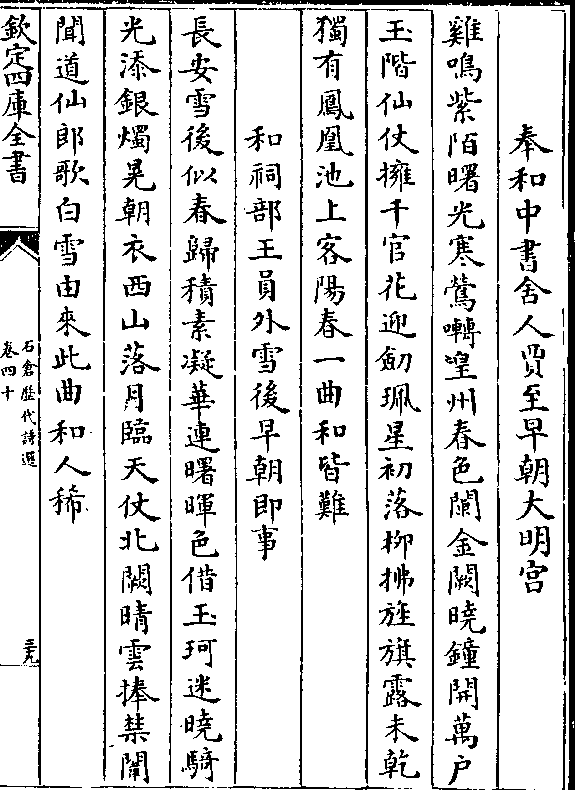 奉和中書舍人賈至早朝大明宫
雞鳴紫陌曙光寒鶯囀皇州春色闌金闕曉鐘開萬户
玉階仙仗擁千官花迎劒珮星初落柳拂旌旗露未乾
獨有鳳凰池上客陽春一曲和皆難
和祠部王員外雪後早朝即事
長安雪後似春歸積素凝華連曙暉色借玉珂迷曉騎
光添銀燭晃朝衣西山落月臨天仗北闕晴雲捧禁闈
聞道仙郎歌白雪由來此曲和人稀
欽定四庫全書
石倉歷代詩選
卷四十
三九